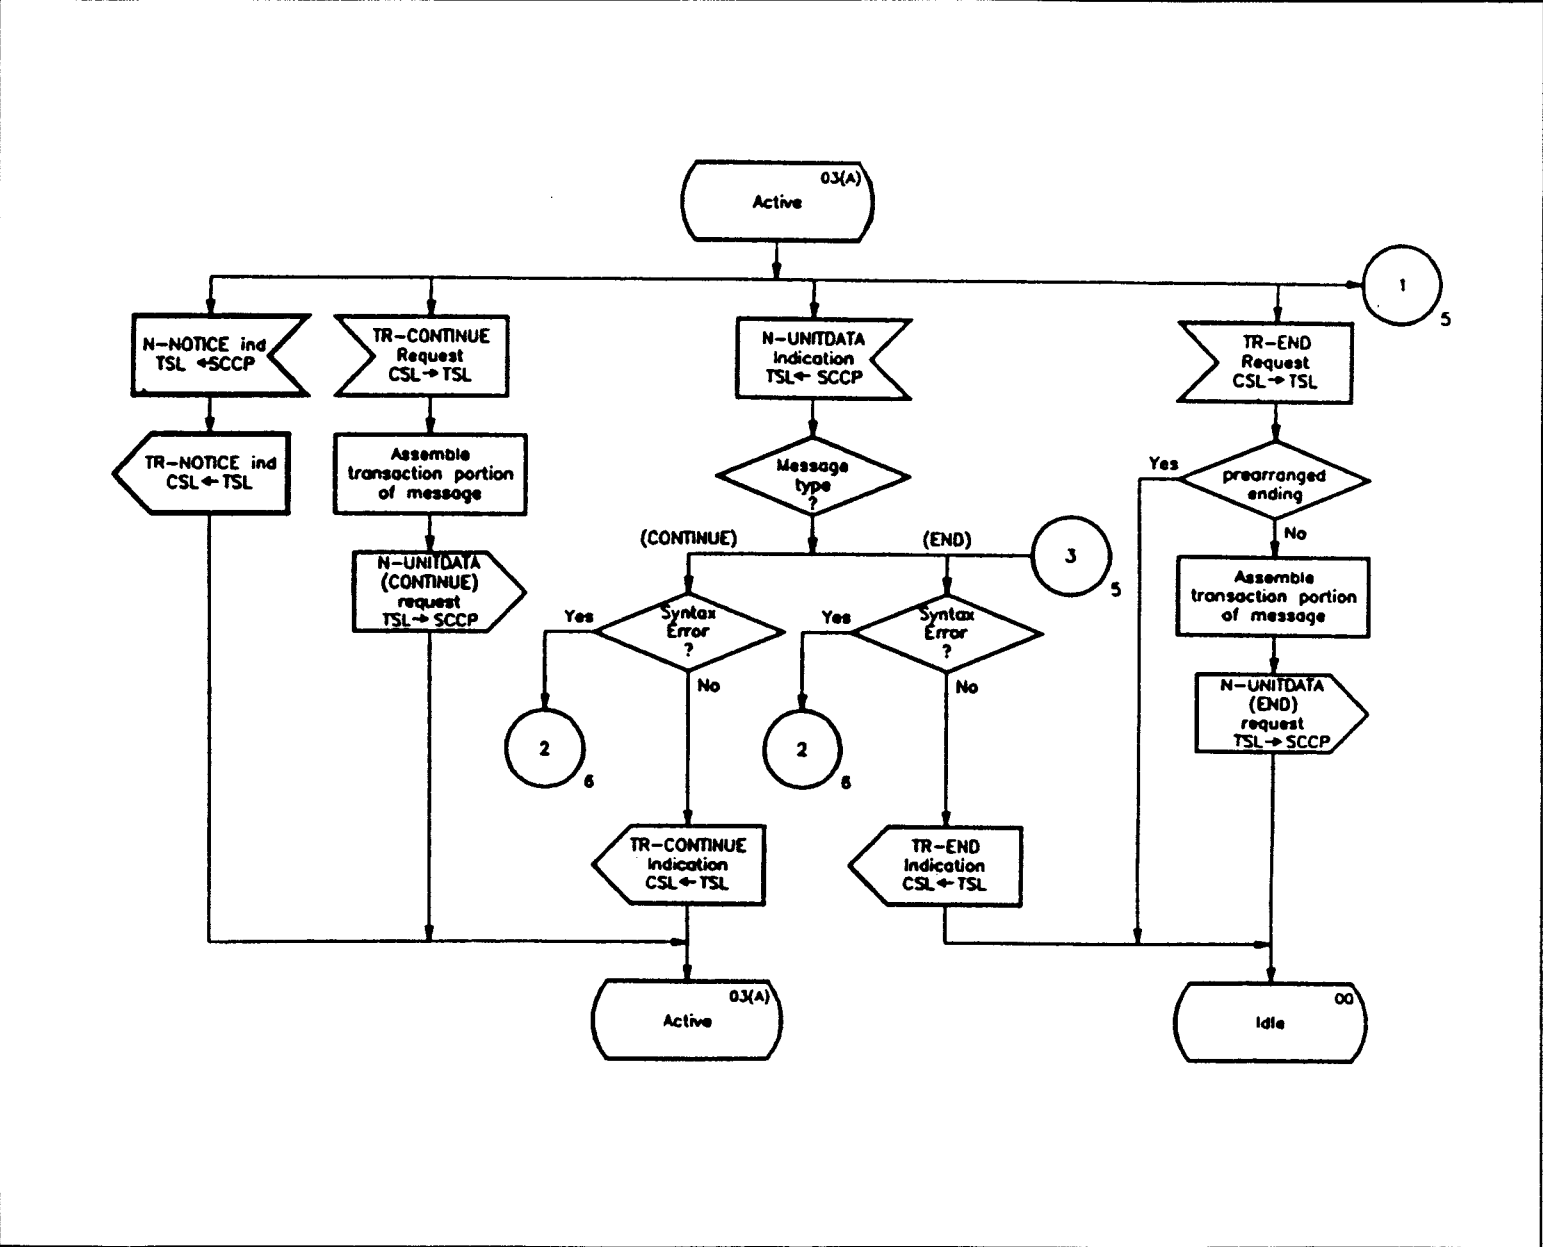 03(A)
Active
1
5
N-NOTICE ind
TSL ←SCCP
TR-CONTINUE
Request
CSL→TSL
N-UNITDATA
Indication
TSL← SCCP
TR-END
Request
CSL→TSL
TR-NOTICE ind
CSL←TSL
Assemble
transaction portion
of message
Message
type
?
Yes
prearranged
ending
No
N-UNITDATA
(CONTINUE)
request
TSL→SCCP
(CONTINUE)
(END)
3
5
Assemble
transaction portion
of message
Yes
Syntax
Error
?
No
Yes
Syntax
Error
?
No
N-UNITDATA
(END)
request
TSL→SCCP
2
6
2
6
TR-CONTINUE
Indication
CSL←TSL
TR-END
Indication
CSL←TSL
03(A)
Active
00
Idle